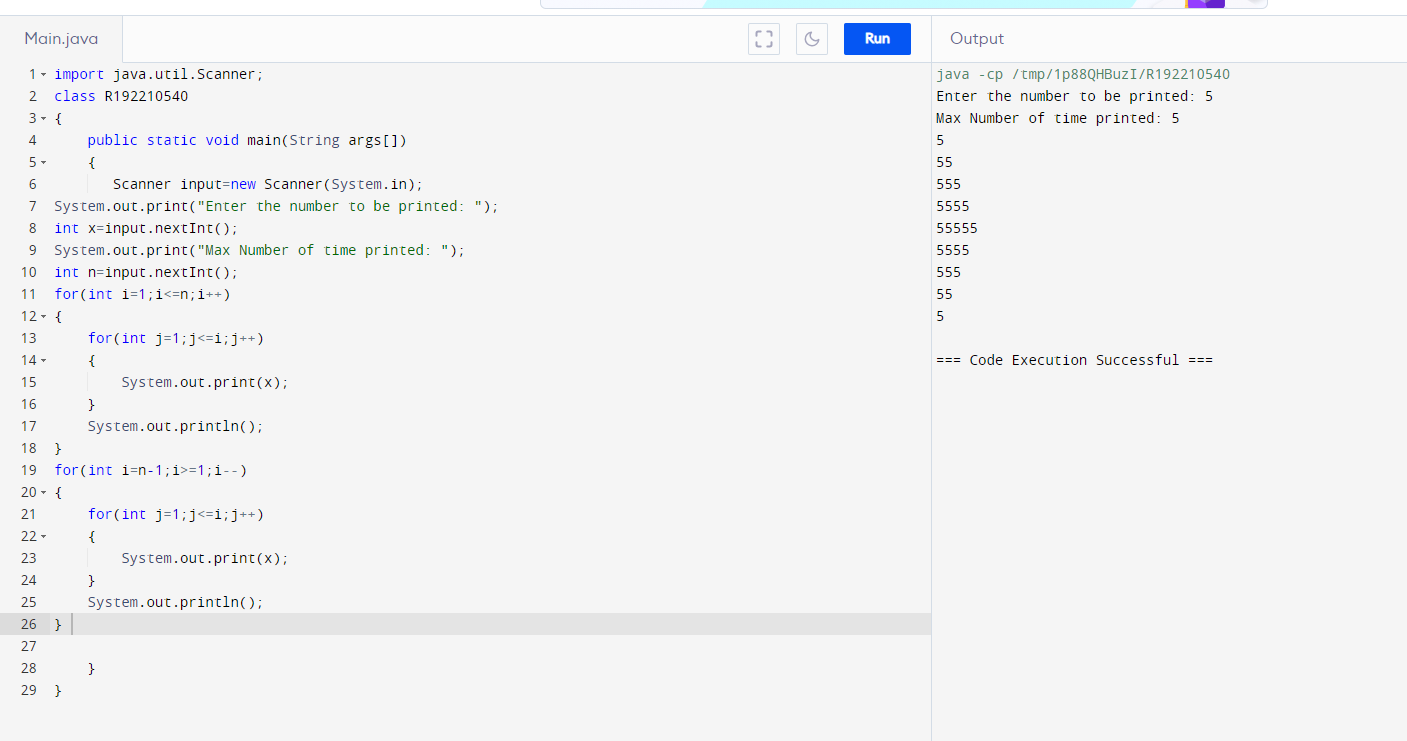 Main.java
Run
Output
1 import java.util.Scanner;
2 class R192210540
3 {
4     public static void main(String args[])
5     {
6        Scanner input=new Scanner(System.in);
7 System.out.print("Enter the number to be printed: ");
8 int x=input.nextInt();
9 System.out.print("Max Number of time printed: ");
10 int n=input.nextInt();
11 for(int i=1;i<=n;i++)
12 {
13     for(int j=1;j<=i;j++)
14     {
15         System.out.print(x);
16     }
17     System.out.println();
18 }
19 for(int i=n-1;i>=1;i--)
20 {
21     for(int j=1;j<=i;j++)
22     {
23         System.out.print(x);
24     }
25     System.out.println();
26 }
27
28     }
29 }
java -cp /tmp/1p88QHBuzI/R192210540
Enter the number to be printed: 5
Max Number of time printed: 5
5
55
555
5555
55555
5555
555
55
5
=== Code Execution Successful ===